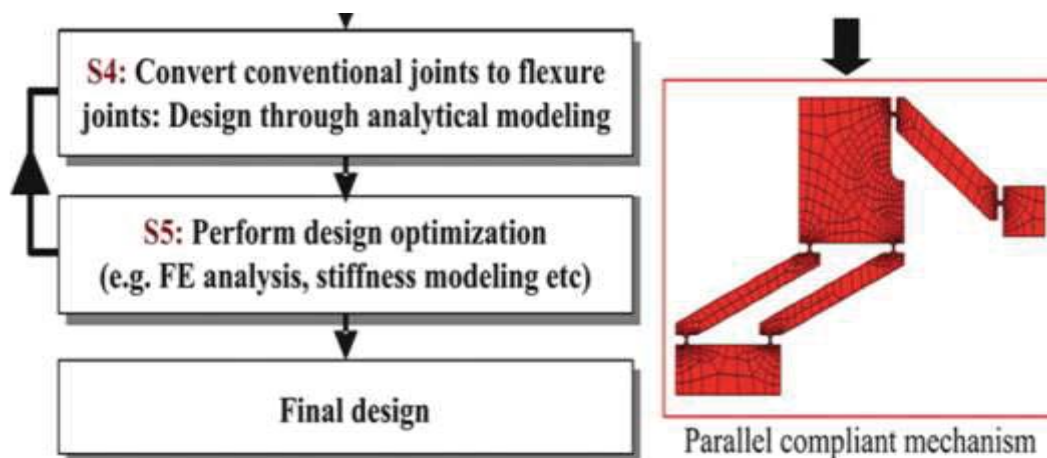 S4: Convert conventional joints to flexure
joints: Design through analytical modeling
S5: Perform design optimization
(e.g. FE analysis, stiffness modeling etc)
Final design
Parallel compliant mechanism